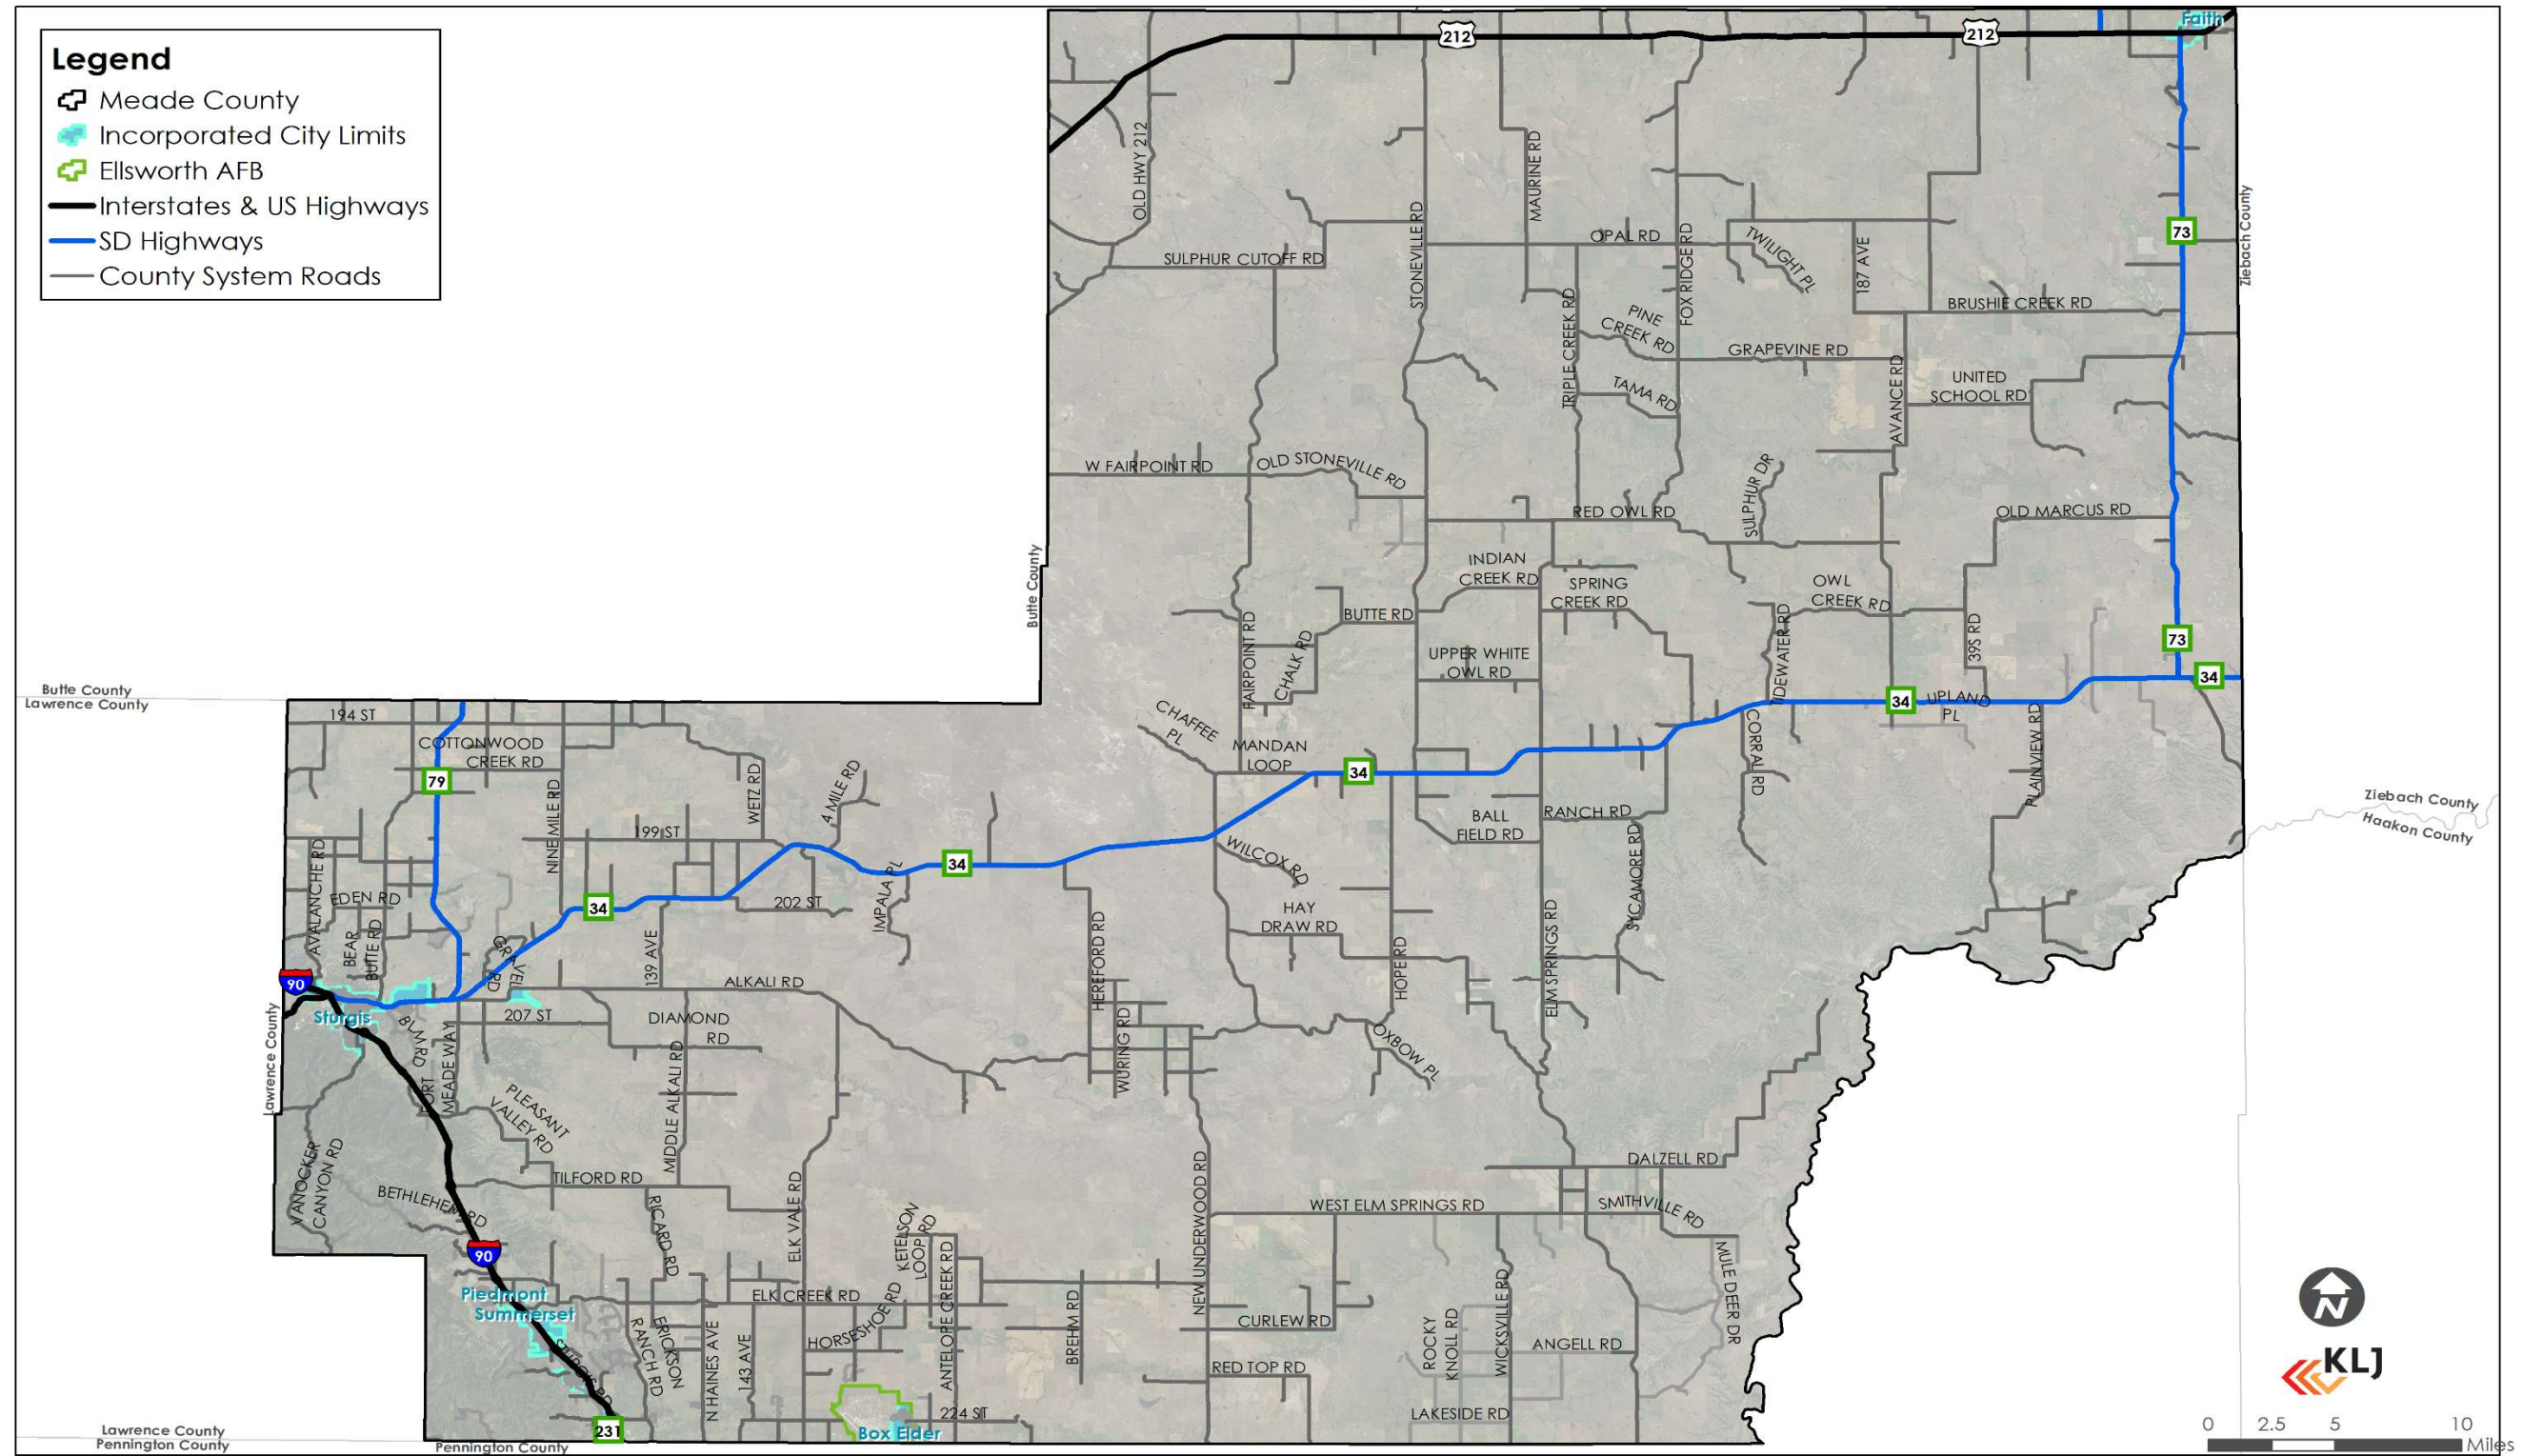 Legend
Meade County
Incorporated City Limits
Ellsworth AFB
Interstates & US Highways
SD Highways
County System Roads
212
212
Faith
OLD HWY 212
MAURINE RD
STONEVILLE RD
73
Ziebach County
OPAL RD
FOX RIDGE RD
TWILIGHT PL
187 AVE
SULPHUR CUTOFF RD
BRUSHIE CREEK RD
TRIPLE CREEK RD
PINE
CREEK RD
GRAPEVINE RD
AVANCE RD
UNITED
SCHOOL RD
TAMA RD
W FAIRPOINT RD
OLD STONEVILLE RD
SULPHUR DR
RED OWL RD
OLD MARCUS RD
Butte County
INDIAN
CREEK RD
SPRING
CREEK RD
OWL
CREEK RD
FAIRPOINT RD
BUTTE RD
CHALK RD
TIDEWATER RD
39S RD
73
UPPER WHITE
OWL RD
34
Butte County
Lawrence County
34
UPLAND
PL
194 ST
CHAFFEE
PL
MANDAN
LOOP
34
CORRAL RD
PLAINVIEW RD
COTTONWOOD
CREEK RD
79
NINE MILE RD
WETZ RD
4 MILE RD
Ziebach County
Haakon County
199 ST
BALL
FIELD RD
RANCH RD
SYCAMORE RD
AVALANCHE RD
EDEN RD
34
202 ST
IMPALA PL
34
WILCOX RD
HAY
DRAW RD
BEAR
BUTTE RD
GRAVEL
RD
139 AVE
HEREFORD RD
HOPE RD
ELM SPRINGS RD
90
ALKALI RD
Sturgis
Lawrence County
BLM RD
FORT
MEADE WAY
207 ST
DIAMOND
RD
MIDDLE ALKALI RD
WURING RD
OXBOW PL
PLEASANT
VALLEY RD
VANOCKER
CANYON RD
BETHLEHEM RD
TILFORD RD
RICARD RD
ELK VALE RD
KETELSON
LOOP RD
NEW UNDERWOOD RD
DALZELL RD
WEST ELM SPRINGS RD
SMITHVILLE RD
90
Piedmont
Summerset
ELK CREEK RD
HORSESHOE RD
ANTELOPE CREEK RD
BREHM RD
CURLEW RD
ROCKY
KNOLL RD
WICKSVILLE RD
ANGELL RD
MULE DEER DR
STURGIS RD
ERICKSON
RANCH RD
N HAINES AVE
143 AVE
RED TOP RD
224 ST
LAKESIDE RD
231
Box Elder
Lawrence County
Pennington County
Pennington County
N
KLJ
0 2.5 5 10
Miles